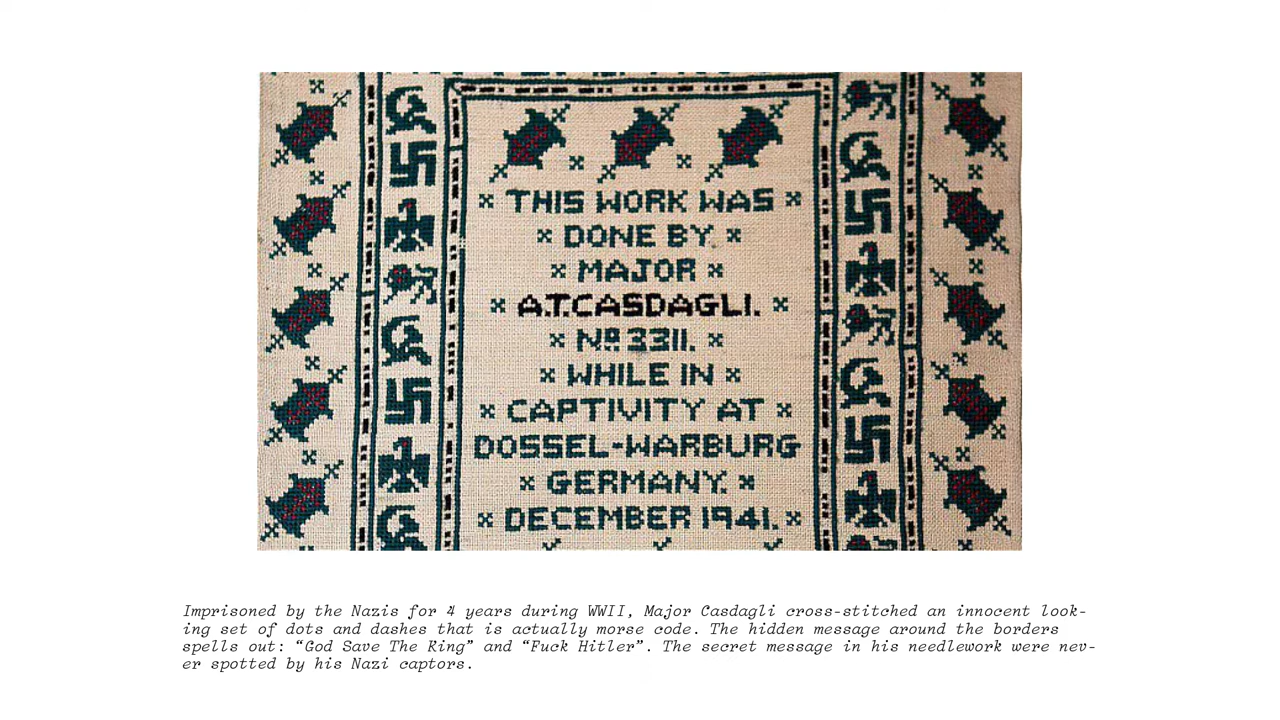 THIS WORK WAS
DONE BY.
MAJOR
A.T.CASDAGLI.
No 3311.
WHILE IN
CAPTIVITY AT
DOSSEL-WARBURG
GERMANY.
DECEMBER 1941.
Imprisoned by the Nazis for 4 years during WWII, Major Casdagli cross-stitched an innocent look-
ing set of dots and dashes that is actually morse code. The hidden message around the borders
spells out: “God Save The King” and “Fuck Hitler”. The secret message in his needlework were nev-
er spotted by his Nazi captors.